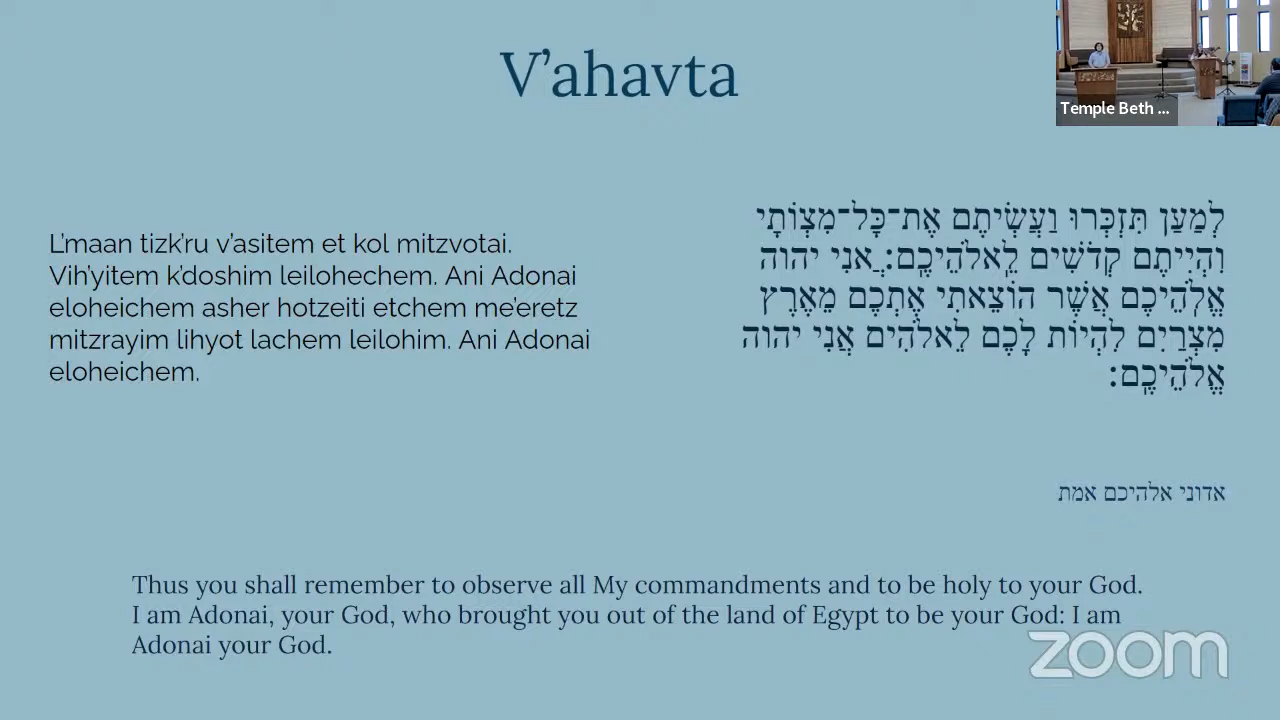 V’ahavta
Temple Beth ...
L’maan tizk’ru v’asitem et kol mitzvotai.
Vih’yitem k’doshim leilohechem. Ani Adonai
eloheichem asher hotzeiti etchem me’eretz
mitzrayim lihyot lachem leilohim. Ani Adonai
eloheichem.
לְמַֽעַן תִּזְכְּרוּ וַעֲשִׂיתֶם אֶת־כׇּל־מִצְוֺתָי
וִהְיִיתֶם קְדֹשִׁים לֵֽאלֹהֵיכֶֽם: אֲנִי יהוה
אֱלֹהֵיכֶם אֲשֶׁר הוֹצֵאתִי אֶתְכֶם מֵאֶרֶץ
מִצְרַיִם לִהְיוֹת לָכֶם לֵאלֹהִים אֲנִי יהוה
אֱלֹהֵיכֶֽם:
אדוני אלהיכם אמת
Thus you shall remember to observe all My commandments and to be holy to your God.
I am Adonai, your God, who brought you out of the land of Egypt to be your God: I am
Adonai your God.
zoom